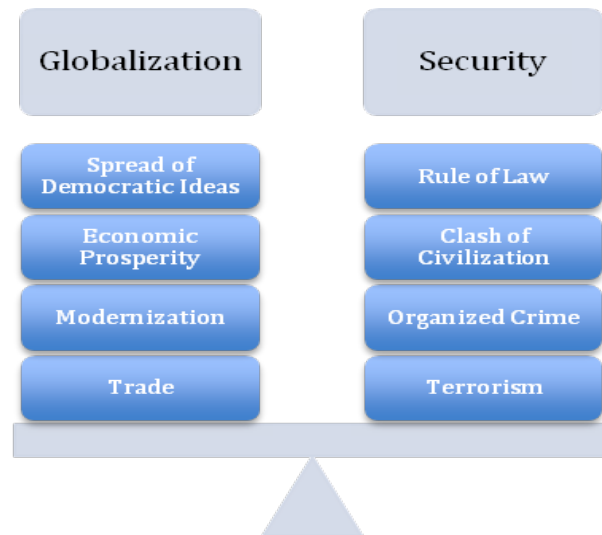 Globalization
Spread of
Democratic Ideas
Economic
Prosperity
Modernization
Trade
Security
Rule of Law
Clash of
Civilization
Organized Crime
Terrorism